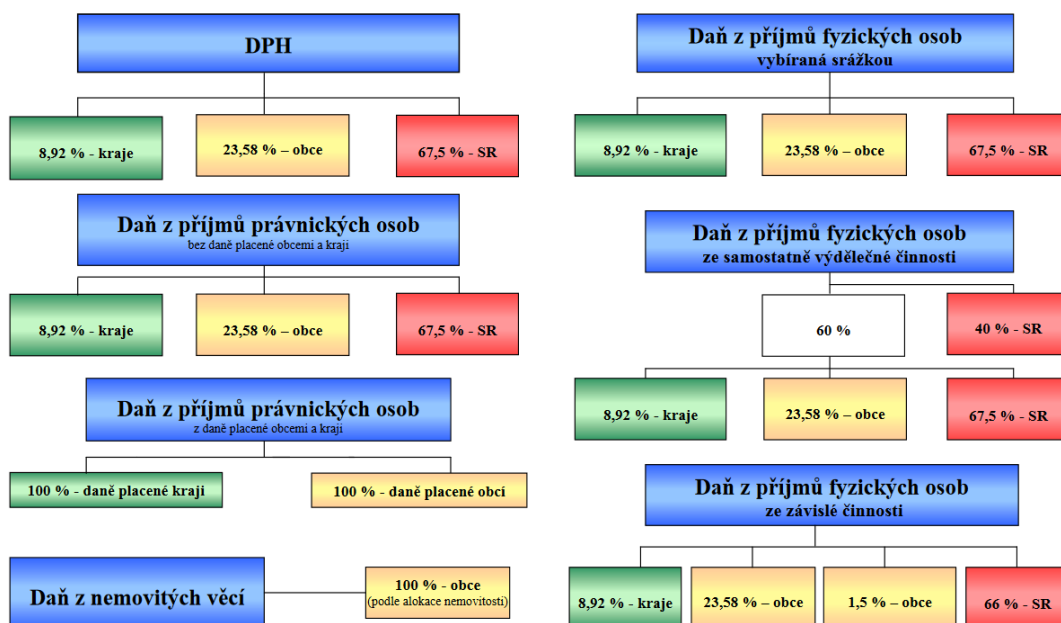 DPH
8,92 % - kraje
23,58 % – obce
67,5 % - SR
Daň z příjmů právnických osob
bez daně placené obcemi a kraji
8,92 % - kraje
23,58 % – obce
67,5 % - SR
Daň z příjmů právnických osob
z daně placené obcemi a kraji
100 % - daně placené kraji
100 % - daně placené obcí
Daň z nemovitých věcí
100 % - obce
(podle alokace nemovitosti)
Daň z příjmů fyzických osob
vybíraná srážkou
8,92 % - kraje
23,58 % – obce
67,5 % - SR
Daň z příjmů fyzických osob
ze samostatně výdělečné činnosti
60 %
40 % - SR
8,92 % - kraje
23,58 % – obce
67,5 % - SR
Daň z příjmů fyzických osob
ze závislé činnosti
8,92 % - kraje
23,58 % – obce
1,5 % – obce
66 % - SR